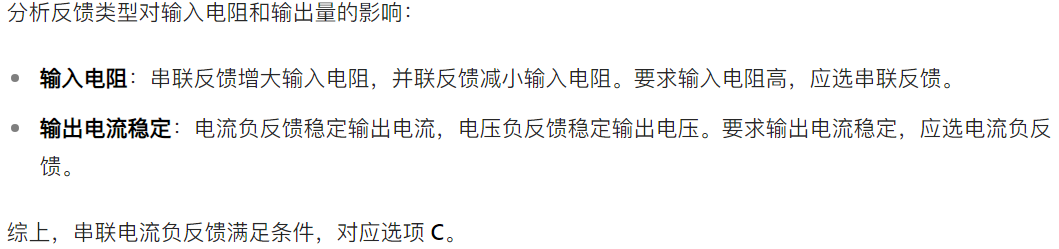 分析反馈类型对输入电阻和输出量的影响：
输入电阻：串联反馈增大输入电阻，并联反馈减小输入电阻。要求输入电阻高，应选串联反馈。
输出电流稳定：电流负反馈稳定输出电流，电压负反馈稳定输出电压。要求输出电流稳定，应选电流负反
馈。
综上，串联电流负反馈满足条件，对应选项 C。